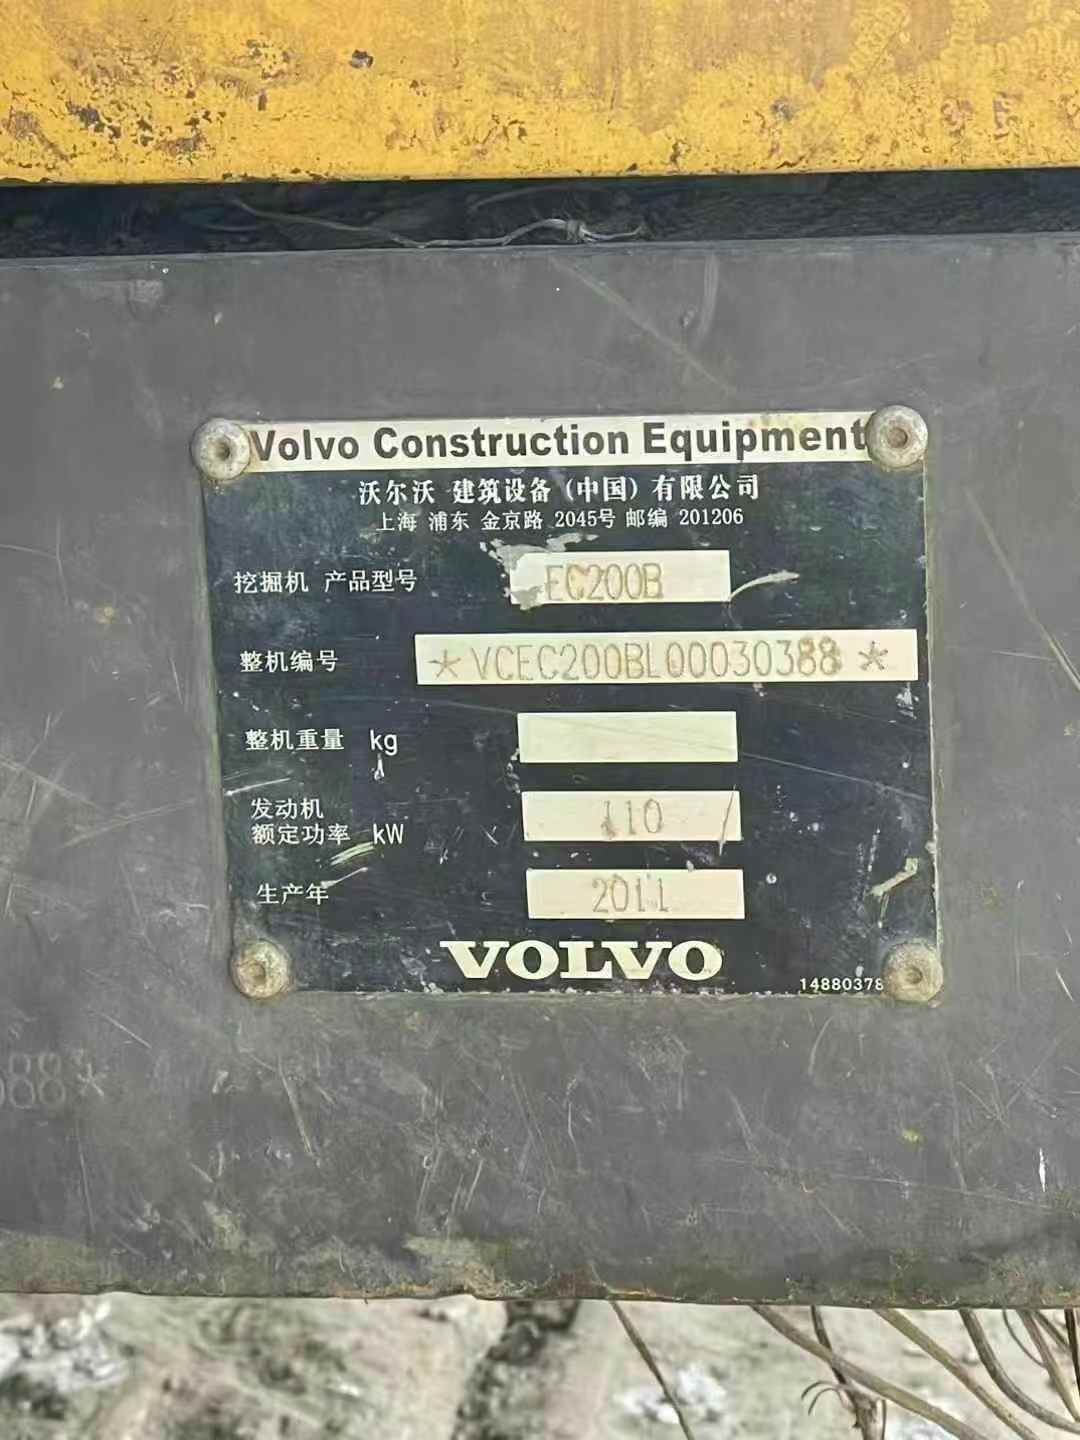 Volvo Construction Equipment
沃尔沃 建筑设备（中国）有限公司
上海 浦东 金京路 2045号 邮编 201206
挖掘机 产品型号 EC200B
整机编号 *VCEC200BL00030388*
整机重量 kg
发动机
额定功率 kW 110
生产年 2011
VOLVO
14880378
88*